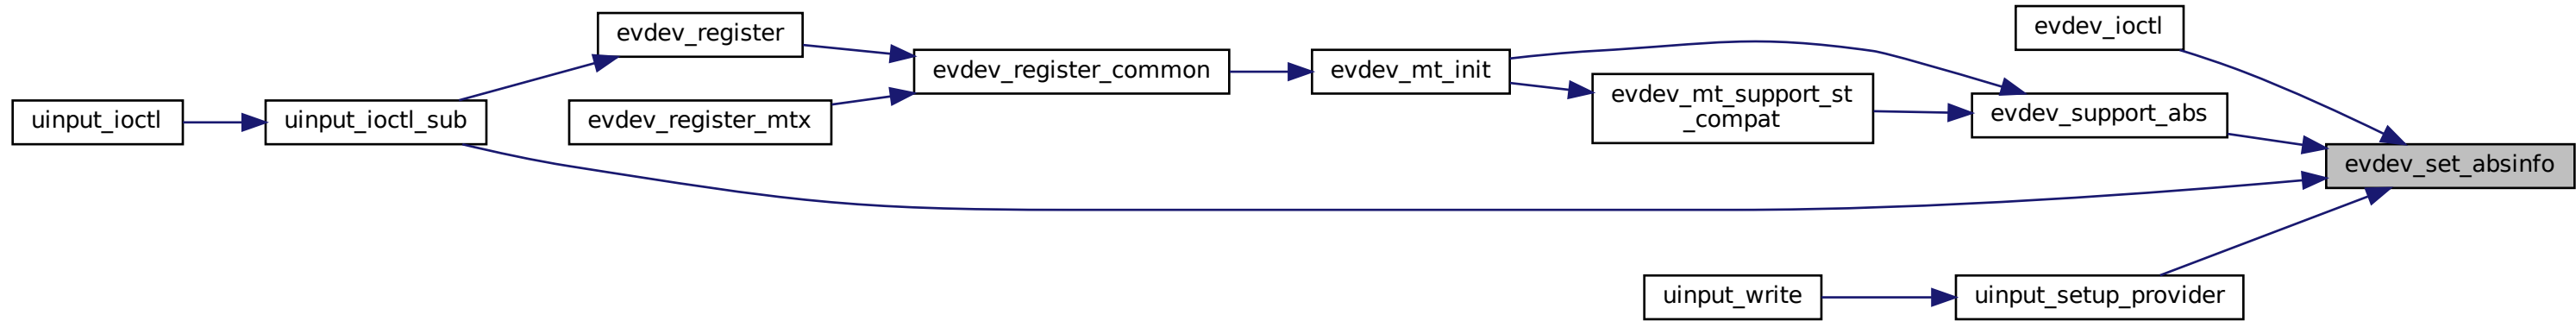 uinput_ioctl
uinput_ioctl_sub
evdev_register
evdev_register_mtx
evdev_register_common
evdev_mt_init
evdev_mt_support_st
_compat
evdev_support_abs
evdev_ioctl
evdev_set_absinfo
uinput_write
uinput_setup_provider